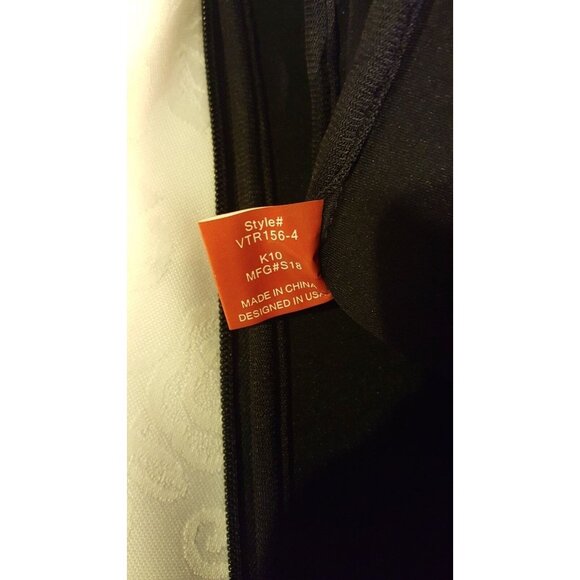 Style#
VTR156-4
K10
MFG#S18
MADE IN CHINA
DESIGNED IN USA